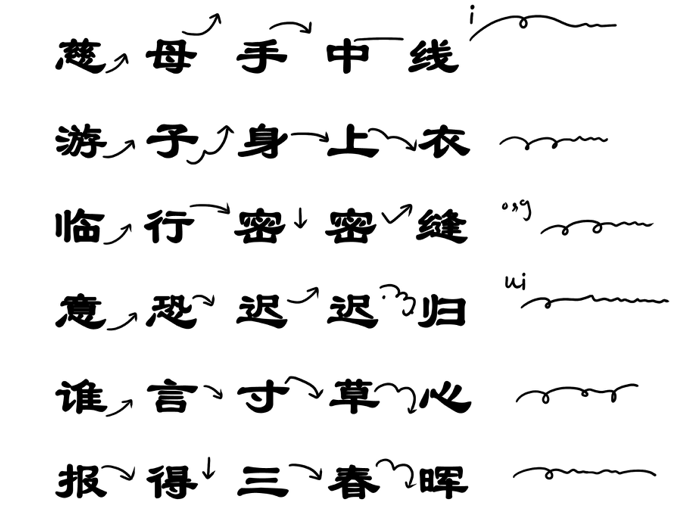 慈母手中线 i
游子身上衣
临行密密缝 osg
意恐迟迟归 ui
谁言寸草心
报得三春晖